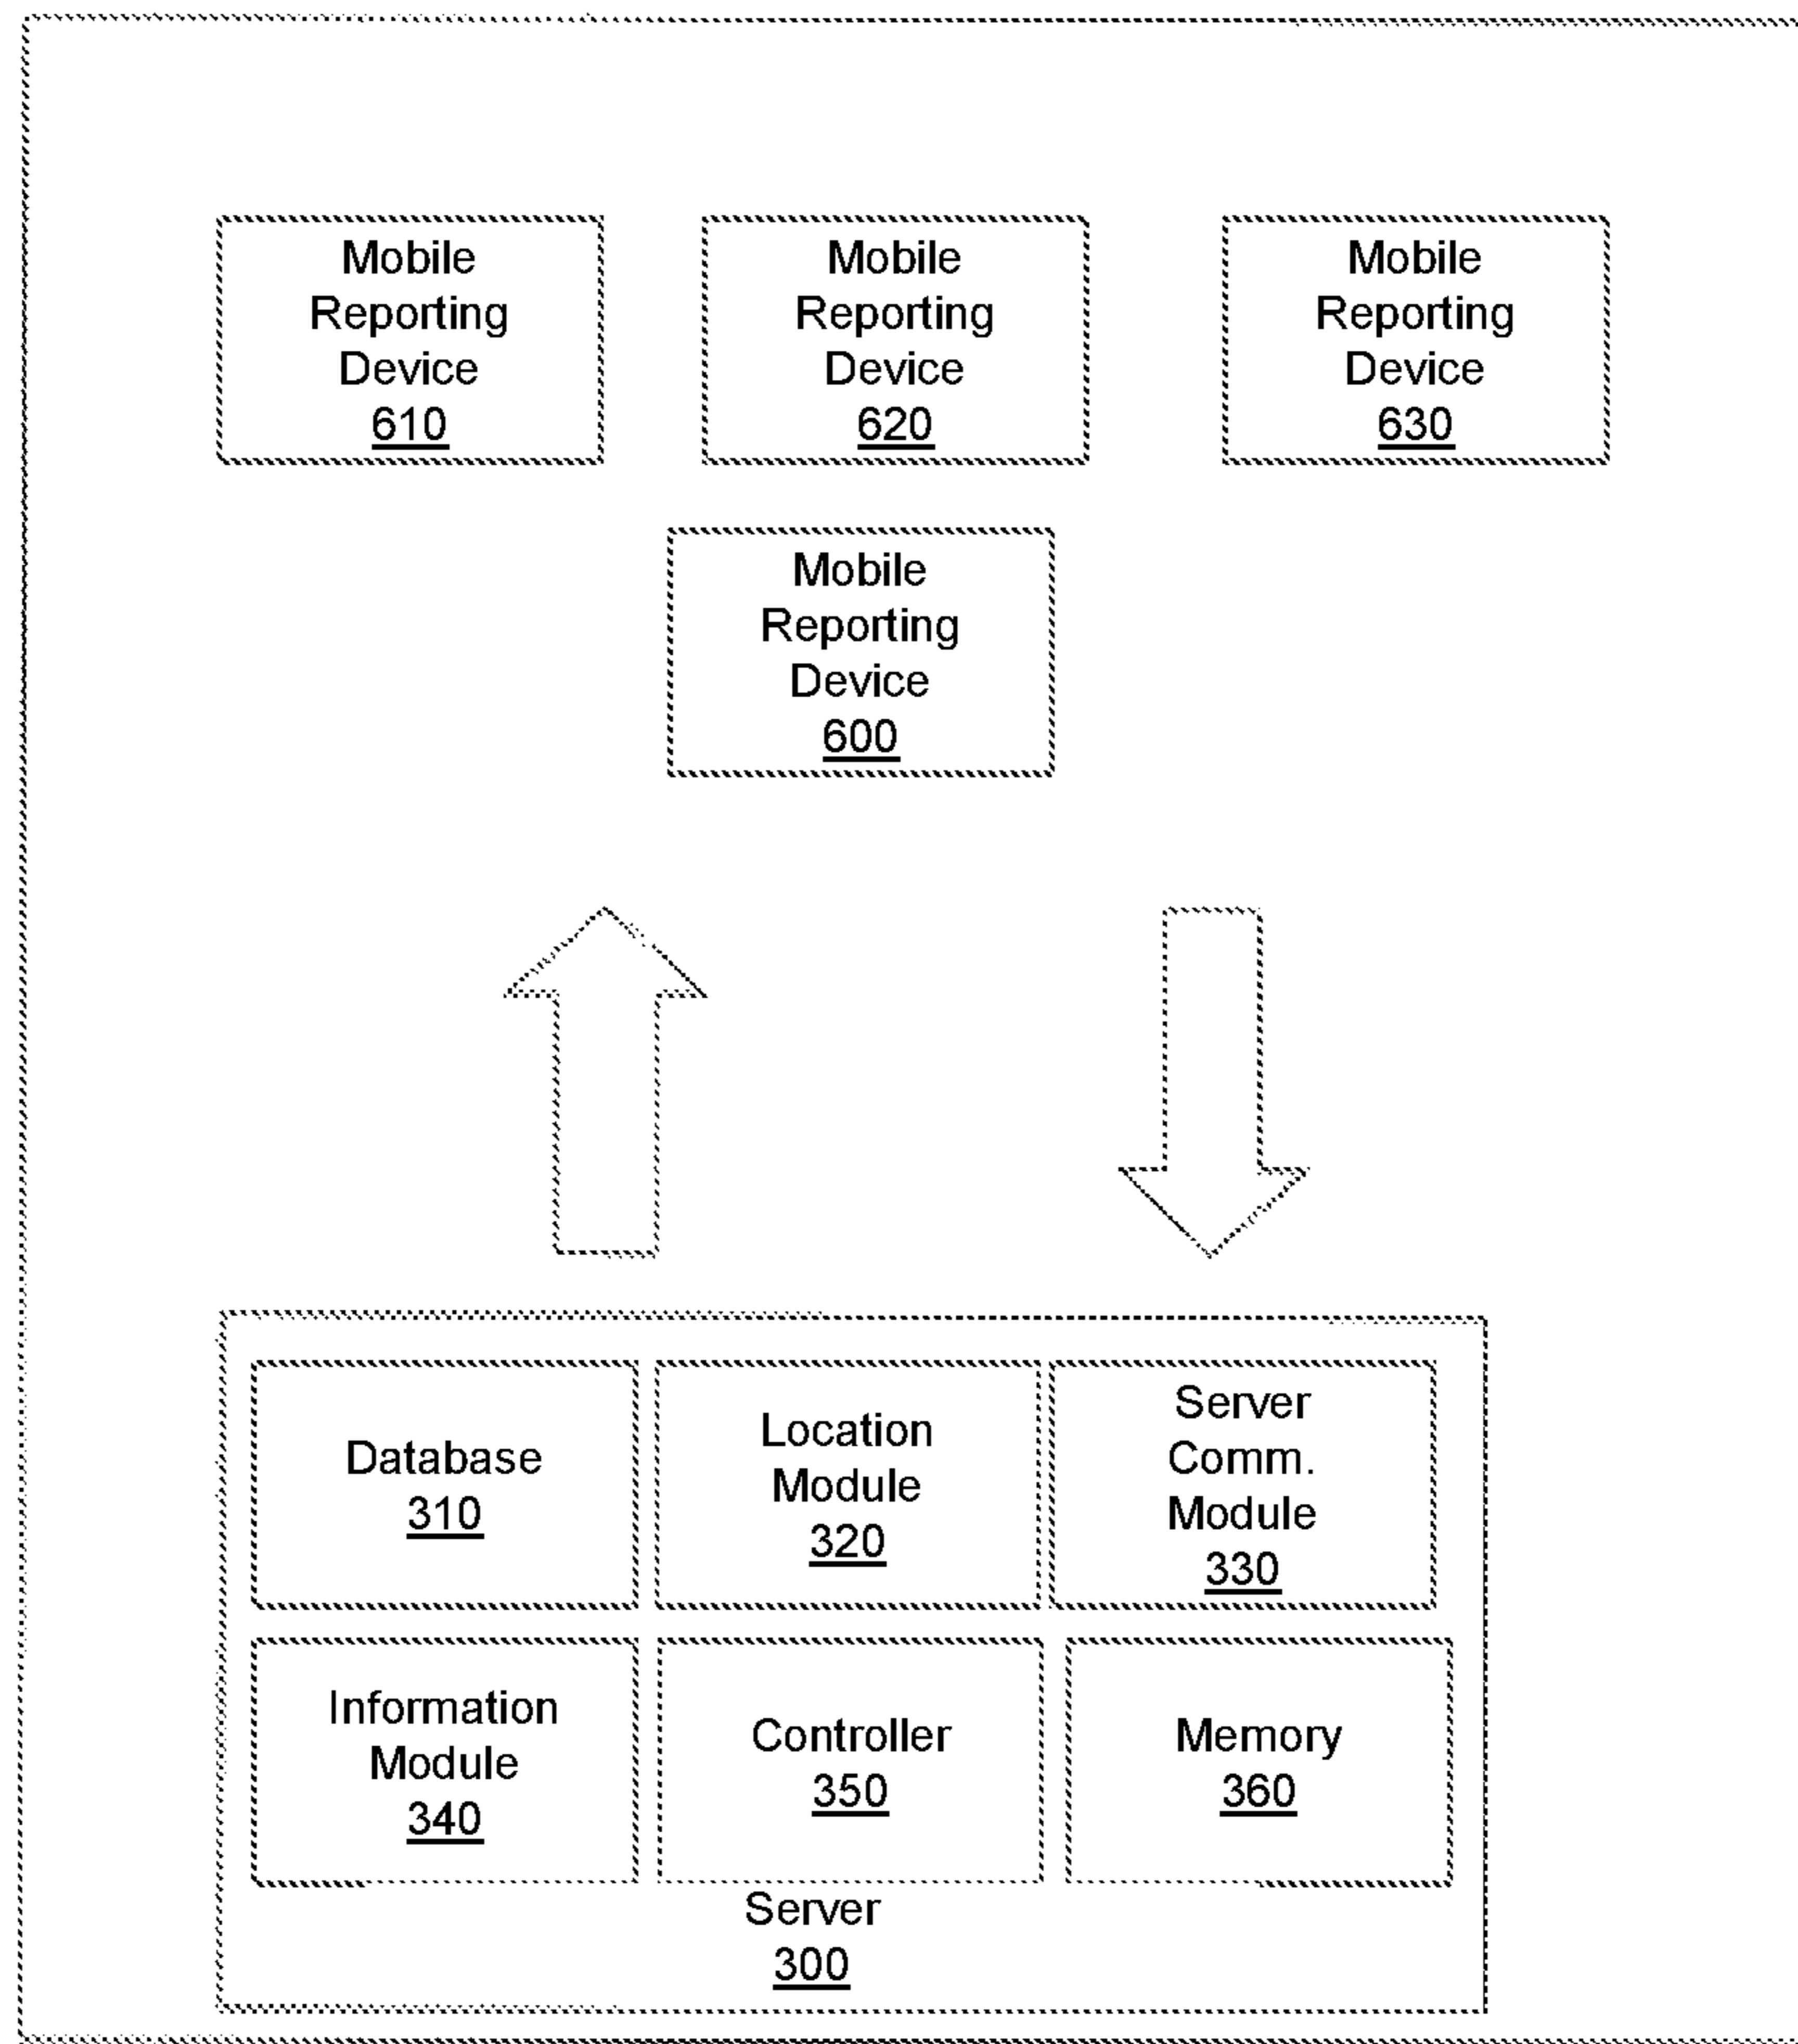 Mobile
Reporting
Device
610
Mobile
Reporting
Device
620
Mobile
Reporting
Device
630
Mobile
Reporting
Device
600
Database
310
Location
Module
320
Server
Comm.
Module
330
Information
Module
340
Controller
350
Memory
360
Server
300